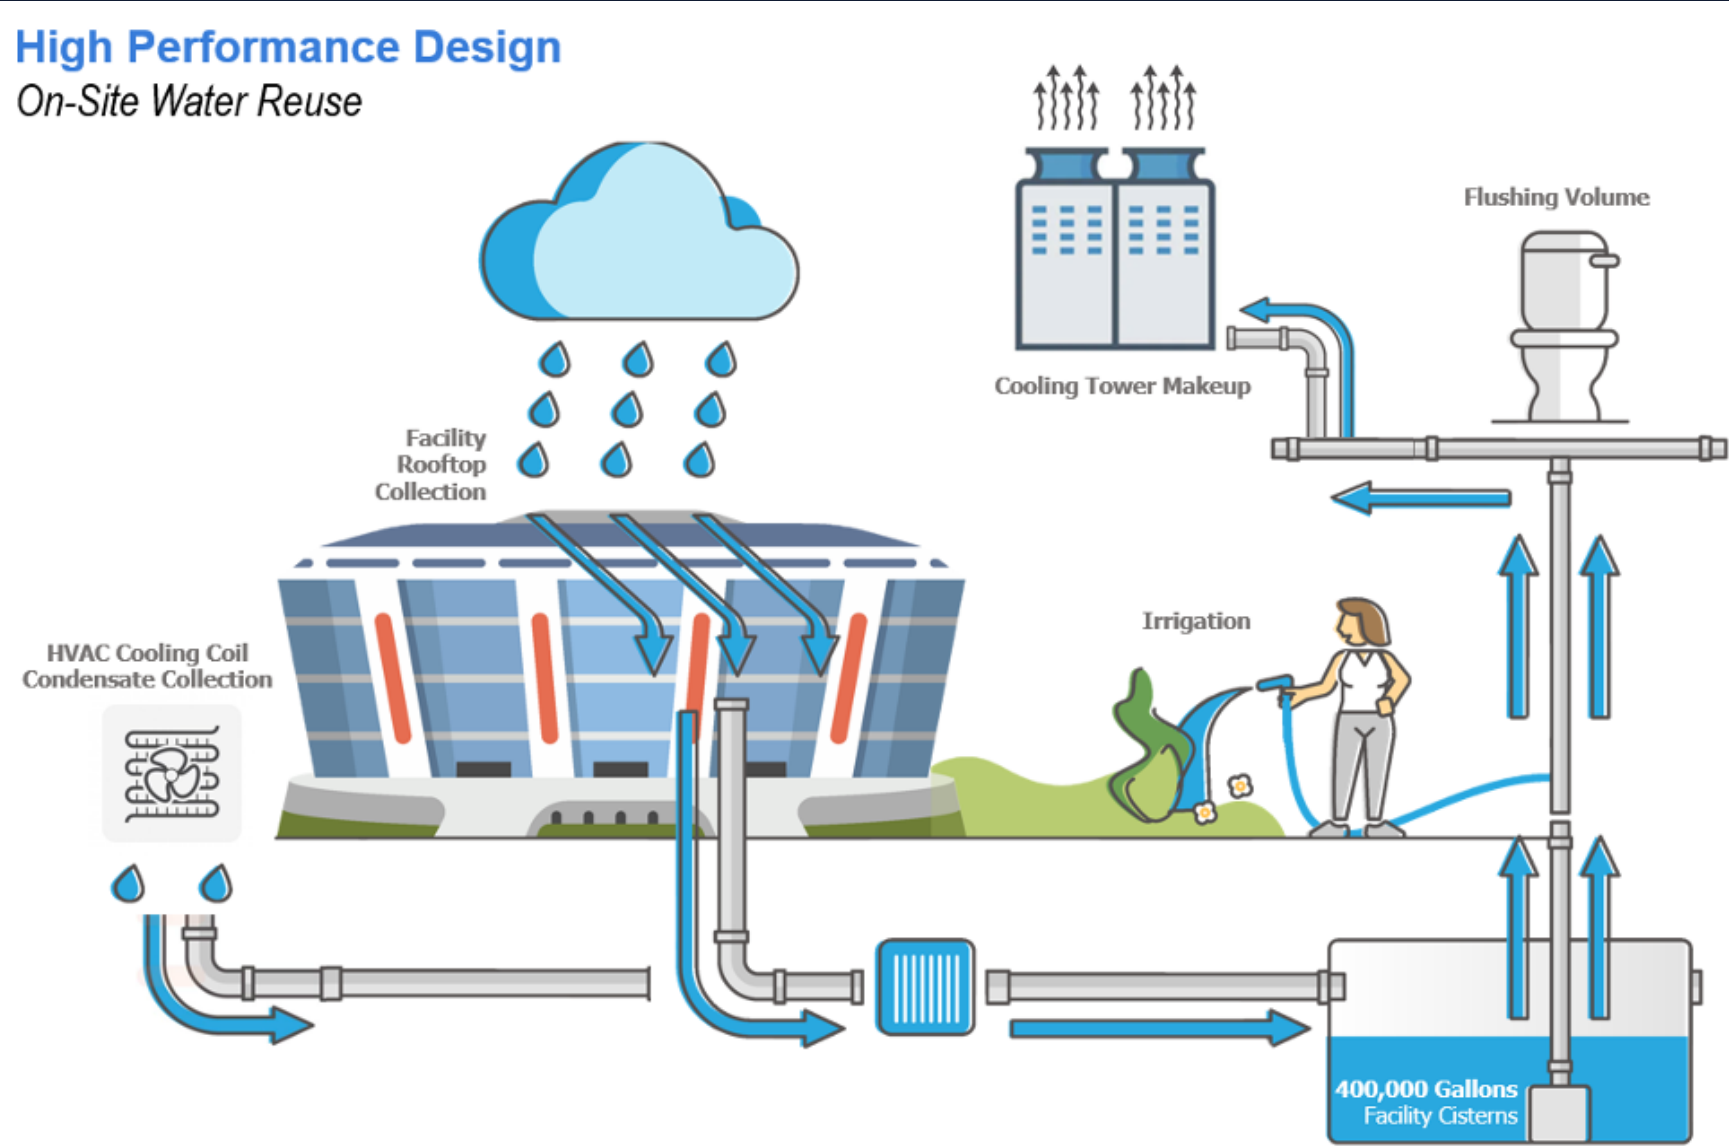 High Performance Design
On-Site Water Reuse
Flushing Volume
Cooling Tower Makeup
Facility
Rooftop
Collection
Irrigation
HVAC Cooling Coil
Condensate Collection
400,000 Gallons
Facility Cisterns